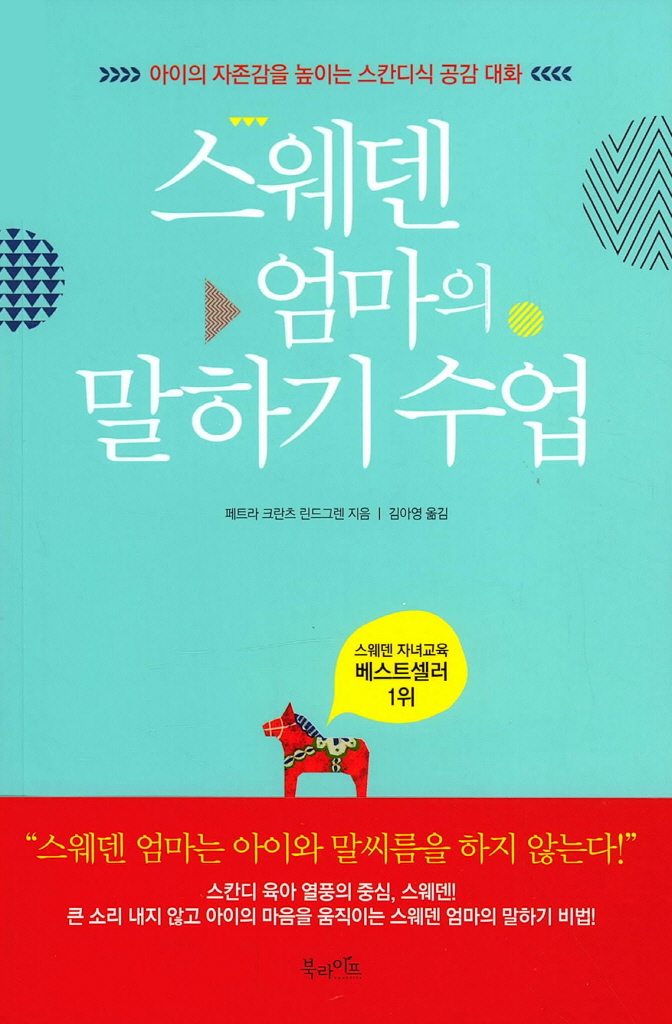 아이의 자존감을 높이는 스칸디식 공감 대화
스웨덴
엄마의
말하기 수업
페트라 크란츠 린드그렌 지음 | 김아영 옮김
스웨덴 자녀교육
베스트셀러
1위
“스웨덴 엄마는 아이와 말씨름을 하지 않는다!”
스칸디 육아 열풍의 중심, 스웨덴!
큰 소리 내지 않고 아이의 마음을 움직이는 스웨덴 엄마의 말하기 비법!
북라이프